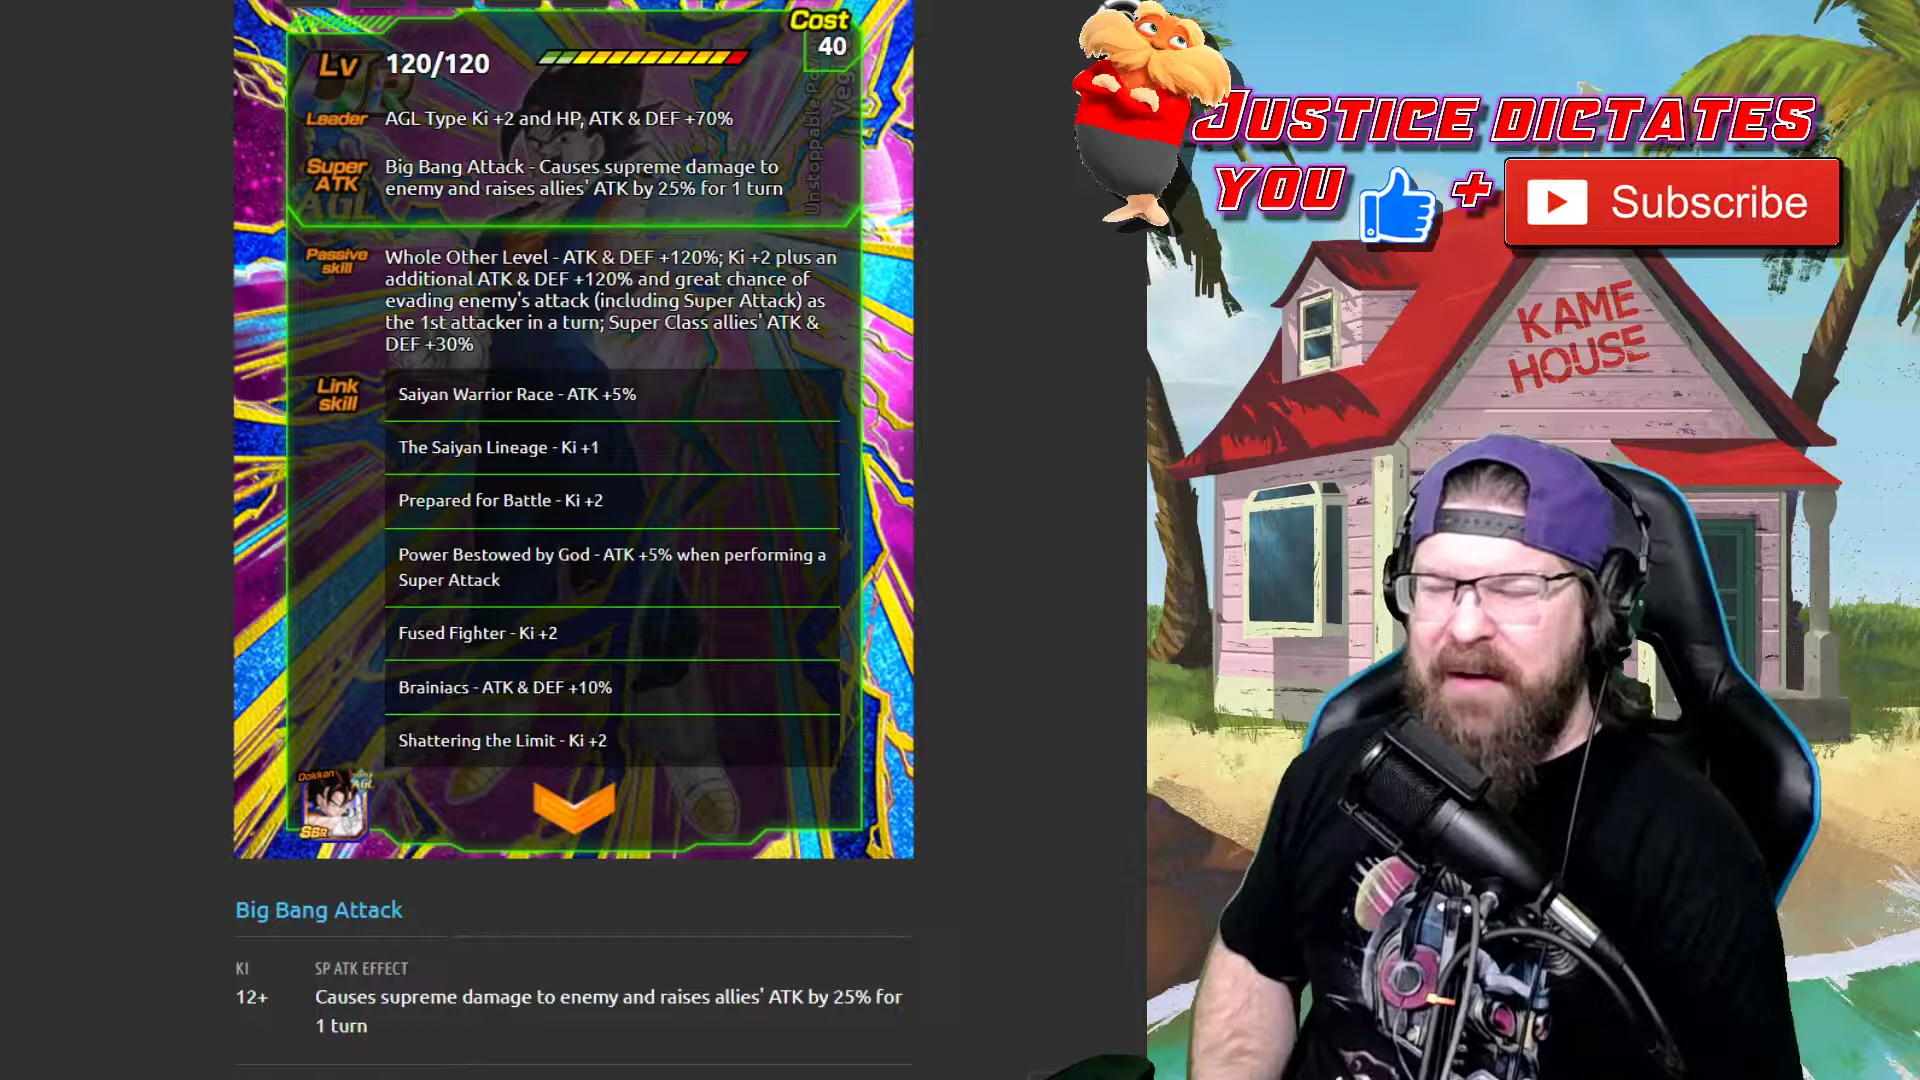 Cost
40
Lv 120/120
Leader AGL Type Ki +2 and HP, ATK & DEF +70%
Super ATK Big Bang Attack - Causes supreme damage to
enemy and raises allies' ATK by 25% for 1 turn
Passive skill Whole Other Level - ATK & DEF +120%; Ki +2 plus an
additional ATK & DEF +120% and great chance of
evading enemy's attack (including Super Attack) as
the 1st attacker in a turn; Super Class allies' ATK &
DEF +30%
Link skill
Saiyan Warrior Race - ATK +5%
The Saiyan Lineage - Ki +1
Prepared for Battle - Ki +2
Power Bestowed by God - ATK +5% when performing a
Super Attack
Fused Fighter - Ki +2
Brainiacs - ATK & DEF +10%
Shattering the Limit - Ki +2
Dokkan
AGL
SSR
Big Bang Attack
KI SP ATK EFFECT
12+ Causes supreme damage to enemy and raises allies' ATK by 25% for
1 turn
JUSTICE DICTATES
YOU + Subscribe
KAME
HOUSE